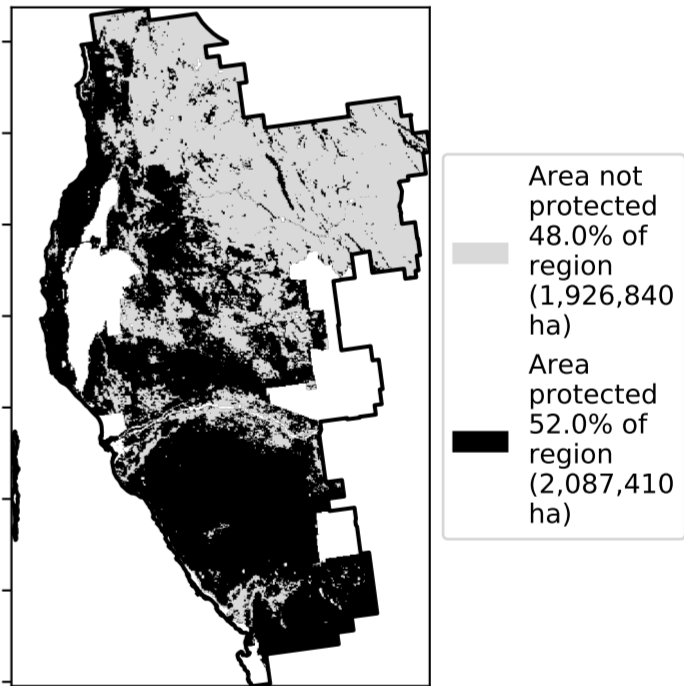 Area not
protected
48.0% of
region
(1,926,840
ha)
Area
protected
52.0% of
region
(2,087,410
ha)